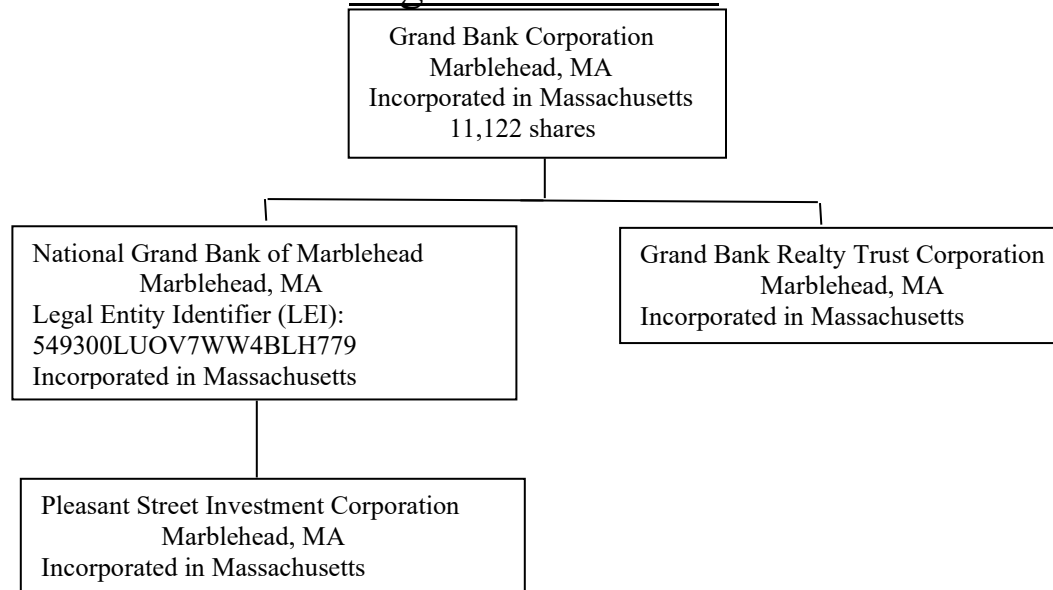 Grand Bank Corporation
Marblehead, MA
Incorporated in Massachusetts
11,122 shares
National Grand Bank of Marblehead
Marblehead, MA
Legal Entity Identifier (LEI):
549300LUOV7WW4BLH779
Incorporated in Massachusetts
Grand Bank Realty Trust Corporation
Marblehead, MA
Incorporated in Massachusetts
Pleasant Street Investment Corporation
Marblehead, MA
Incorporated in Massachusetts